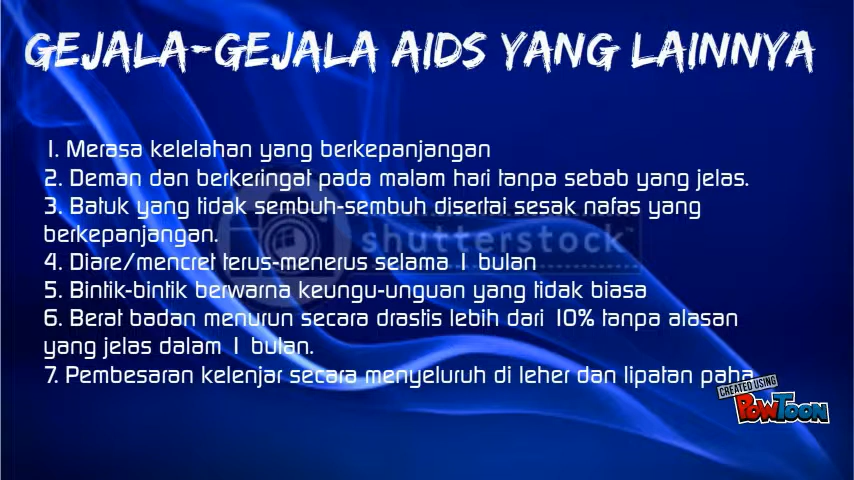 GEJALA-GEJALA AIDS YANG LAINNYA
1. Merasa kelelahan yang berkepanjangan
2. Deman dan berkeringat pada malam hari tanpa sebab yang jelas.
3. Batuk yang tidak sembuh-sembuh disertai sesak nafas yang
berkepanjangan.
4. Diare/mencret terus-menerus selama 1 bulan
5. Bintik-bintik berwarna keungu-unguan yang tidak biasa
6. Berat badan menurun secara drastis lebih dari 10% tanpa alasan
yang jelas dalam 1 bulan.
7. Pembesaran kelenjar secara menyeluruh di leher dan lipatan paha
shutterstock
CREATED USING
POWTOON